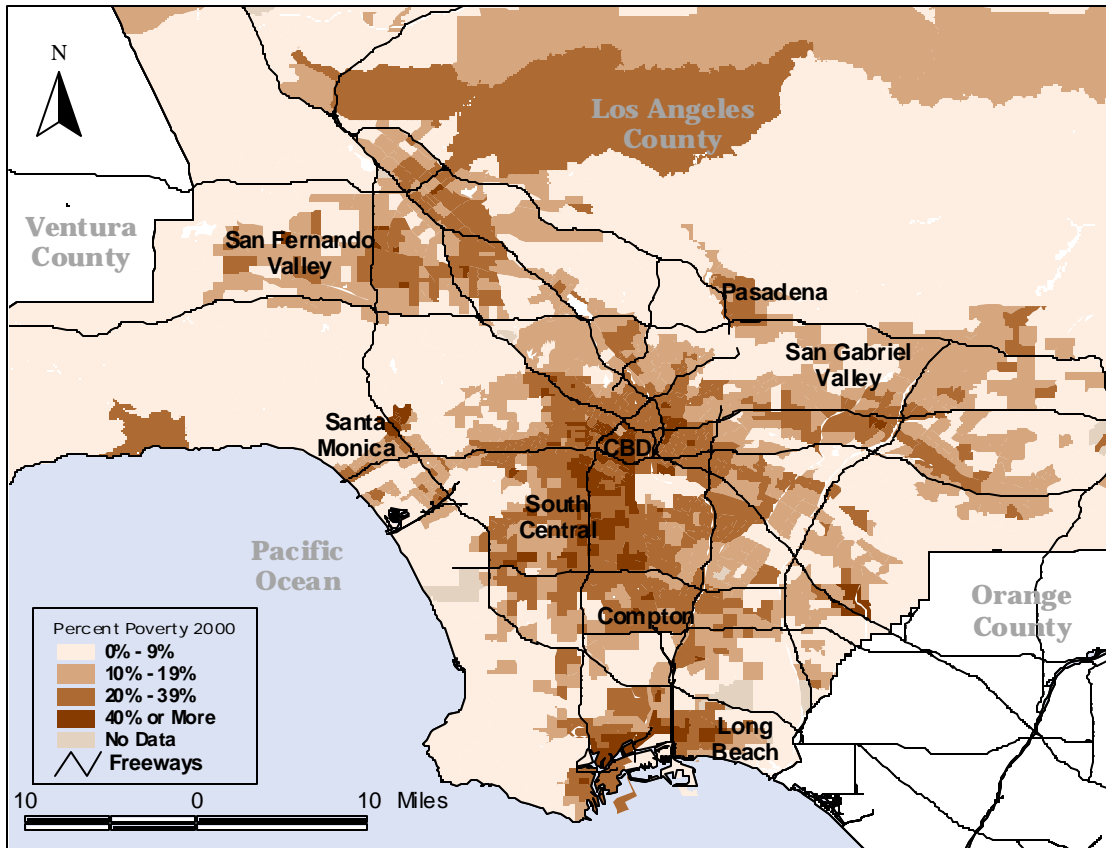 N
Los Angeles
County
Ventura
County
San Fernando
Valley
Pasadena
San Gabriel
Valley
Santa
Monica
CBD
South
Central
Pacific
Ocean
Compton
Orange
County
Long
Beach
Percent Poverty 2000
0% - 9%
10% - 19%
20% - 39%
40% or More
No Data
Freeways
10 0 10 Miles